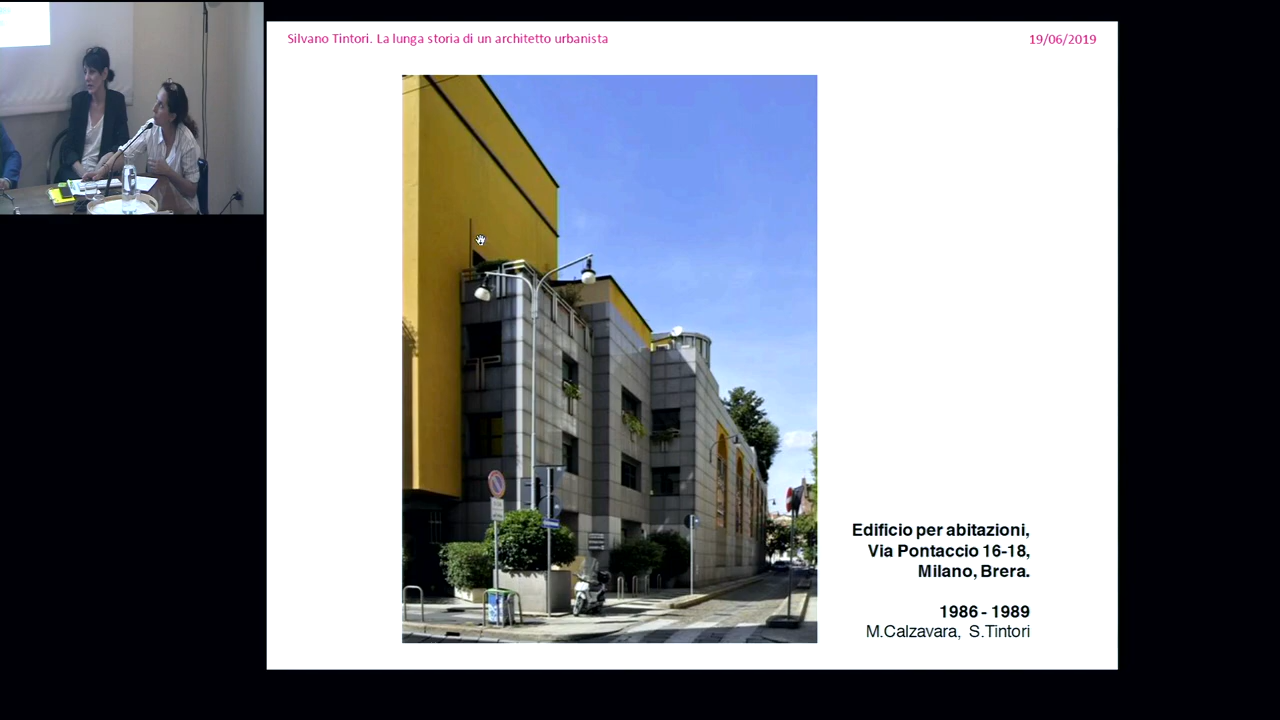 Silvano Tintori. La lunga storia di un architetto urbanista
19/06/2019
Edificio per abitazioni,
Via Pontaccio 16-18,
Milano, Brera.
1986 - 1989
M.Calzavara, S.Tintori